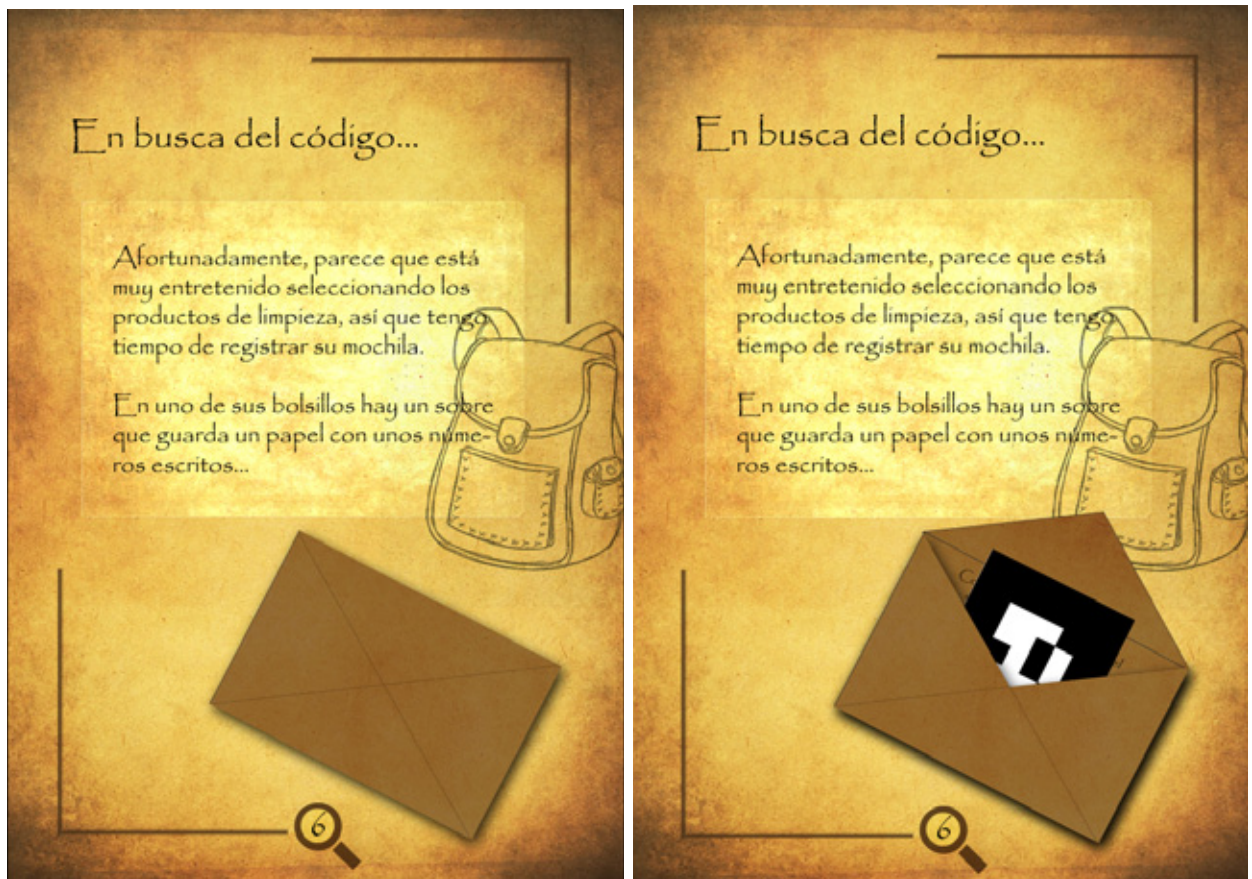 En busca del código...
Afortunadamente, parece que está
muy entretenido seleccionando los
productos de limpieza, así que tengo
tiempo de registrar su mochila.
En uno de sus bolsillos hay un sobre
que guarda un papel con unos núme-
ros escritos...
6
En busca del código...
Afortunadamente, parece que está
muy entretenido seleccionando los
productos de limpieza, así que tengo
tiempo de registrar su mochila.
En uno de sus bolsillos hay un sobre
que guarda un papel con unos núme-
ros escritos...
6